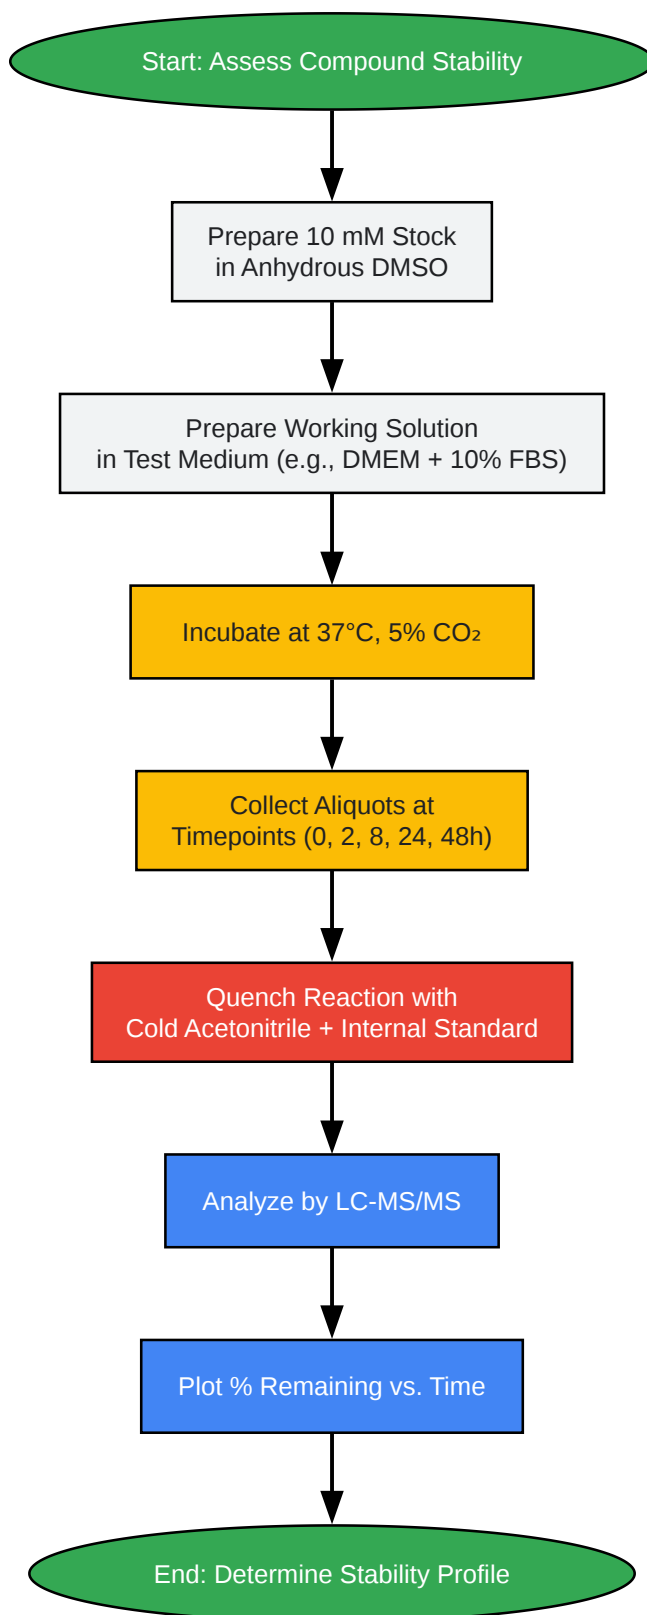 Start: Assess Compound Stability
Prepare 10 mM Stock
in Anhydrous DMSO
Prepare Working Solution
in Test Medium (e.g., DMEM + 10% FBS)
Incubate at 37°C, 5% CO₂
Collect Aliquots at
Timepoints (0, 2, 8, 24, 48h)
Quench Reaction with
Cold Acetonitrile + Internal Standard
Analyze by LC-MS/MS
Plot % Remaining vs. Time
End: Determine Stability Profile